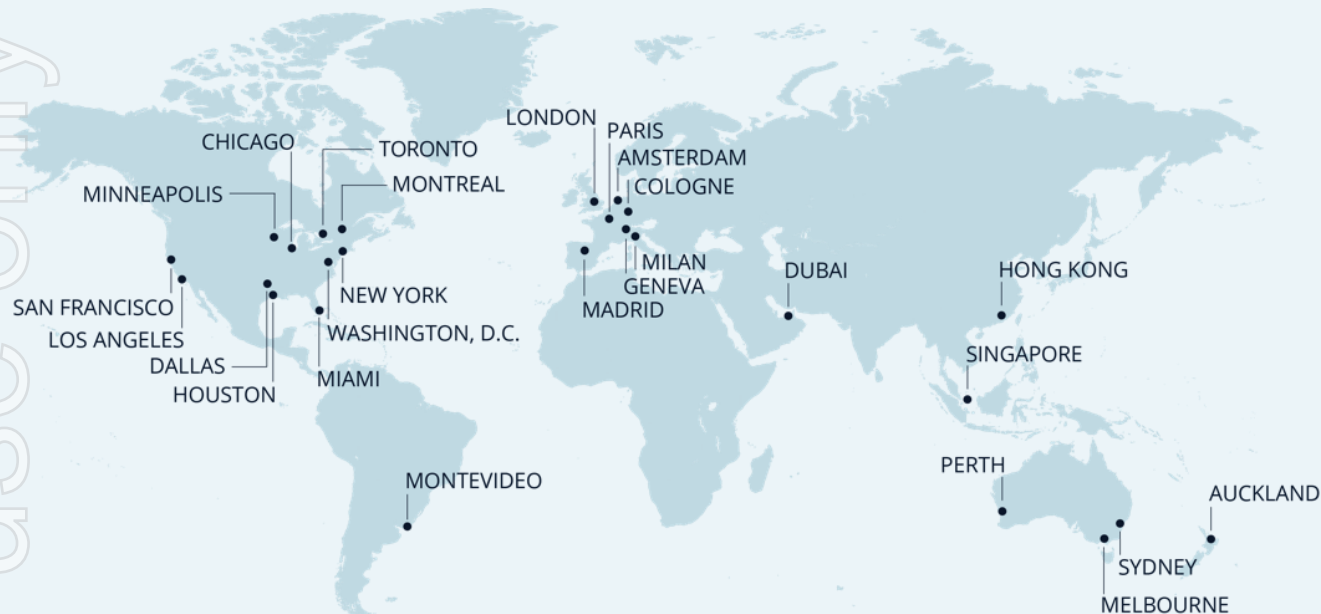 LONDON
PARIS
CHICAGO
TORONTO
AMSTERDAM
MONTREAL
COLOGNE
MINNEAPOLIS
MILAN
DUBAI
HONG KONG
GENEVA
NEW YORK
SAN FRANCISCO
MADRID
WASHINGTON, D.C.
LOS ANGELES
SINGAPORE
DALLAS
MIAMI
HOUSTON
PERTH
MONTEVIDEO
AUCKLAND
SYDNEY
MELBOURNE